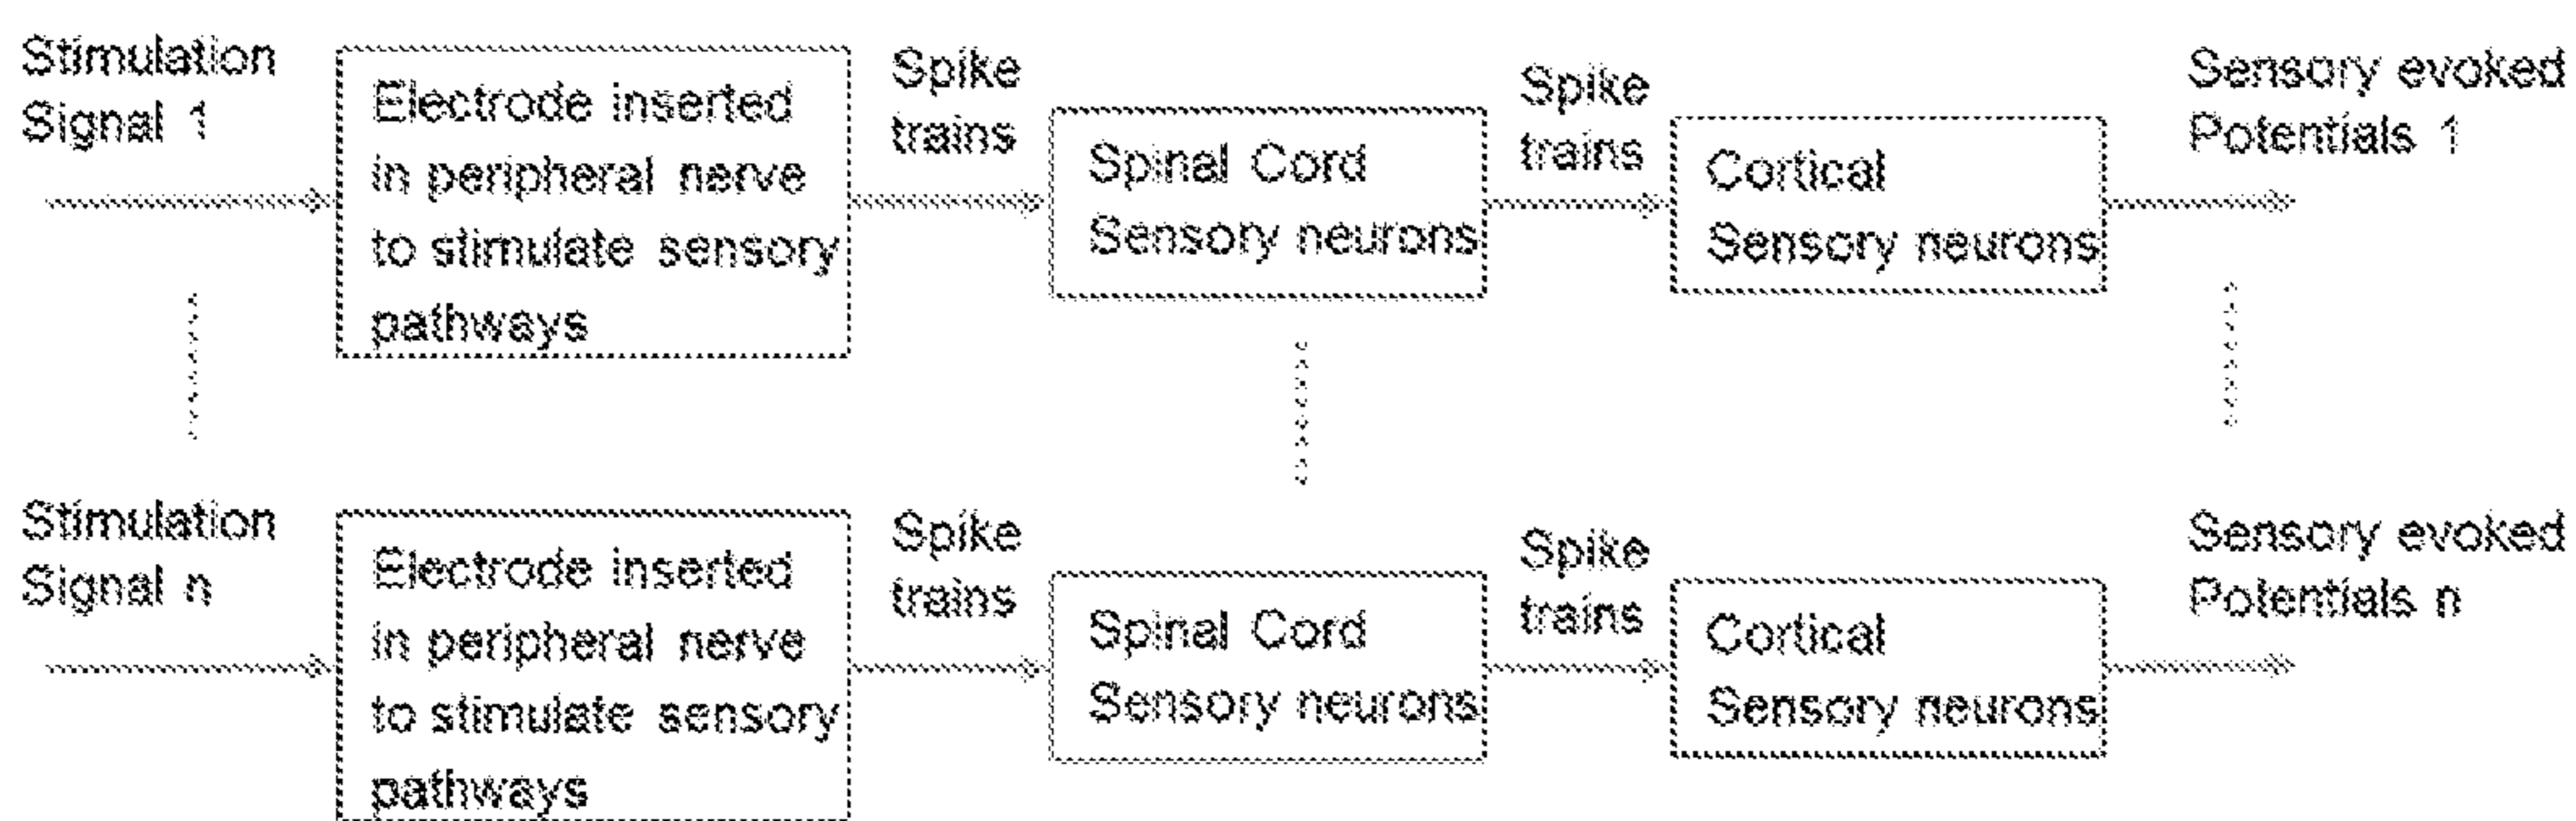 Stimulation
Signal 1
Electrode inserted
in peripheral nerve
to stimulate sensory
pathways
Spike
trains
Spinal Cord
Sensory neurons
Spike
trains
Cortical
Sensory neurons
Sensory evoked
Potentials 1
Stimulation
Signal n
Electrode inserted
in peripheral nerve
to stimulate sensory
pathways
Spike
trains
Spinal Cord
Sensory neurons
Spike
trains
Cortical
Sensory neurons
Sensory evoked
Potentials n